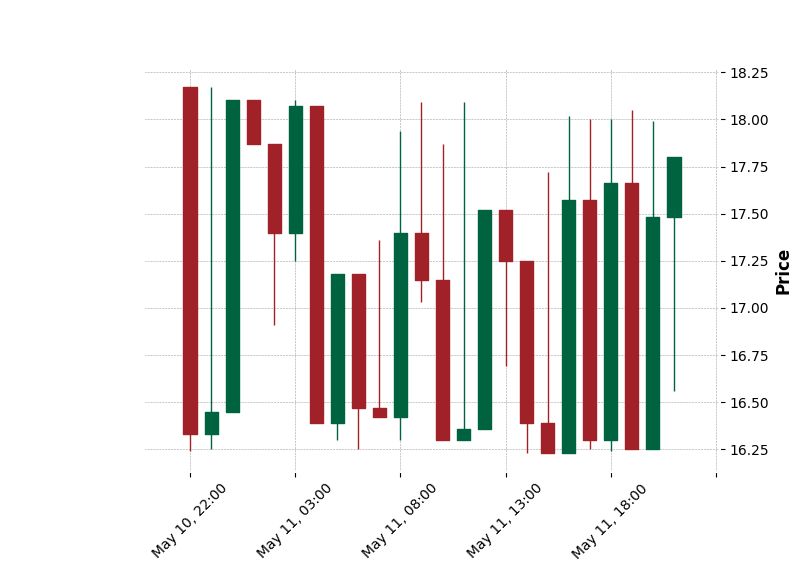 18.25
18.00
17.75
17.50
17.25
17.00
16.75
16.50
16.25
Price
May 10, 22:00
May 11, 03:00
May 11, 08:00
May 11, 13:00
May 11, 18:00